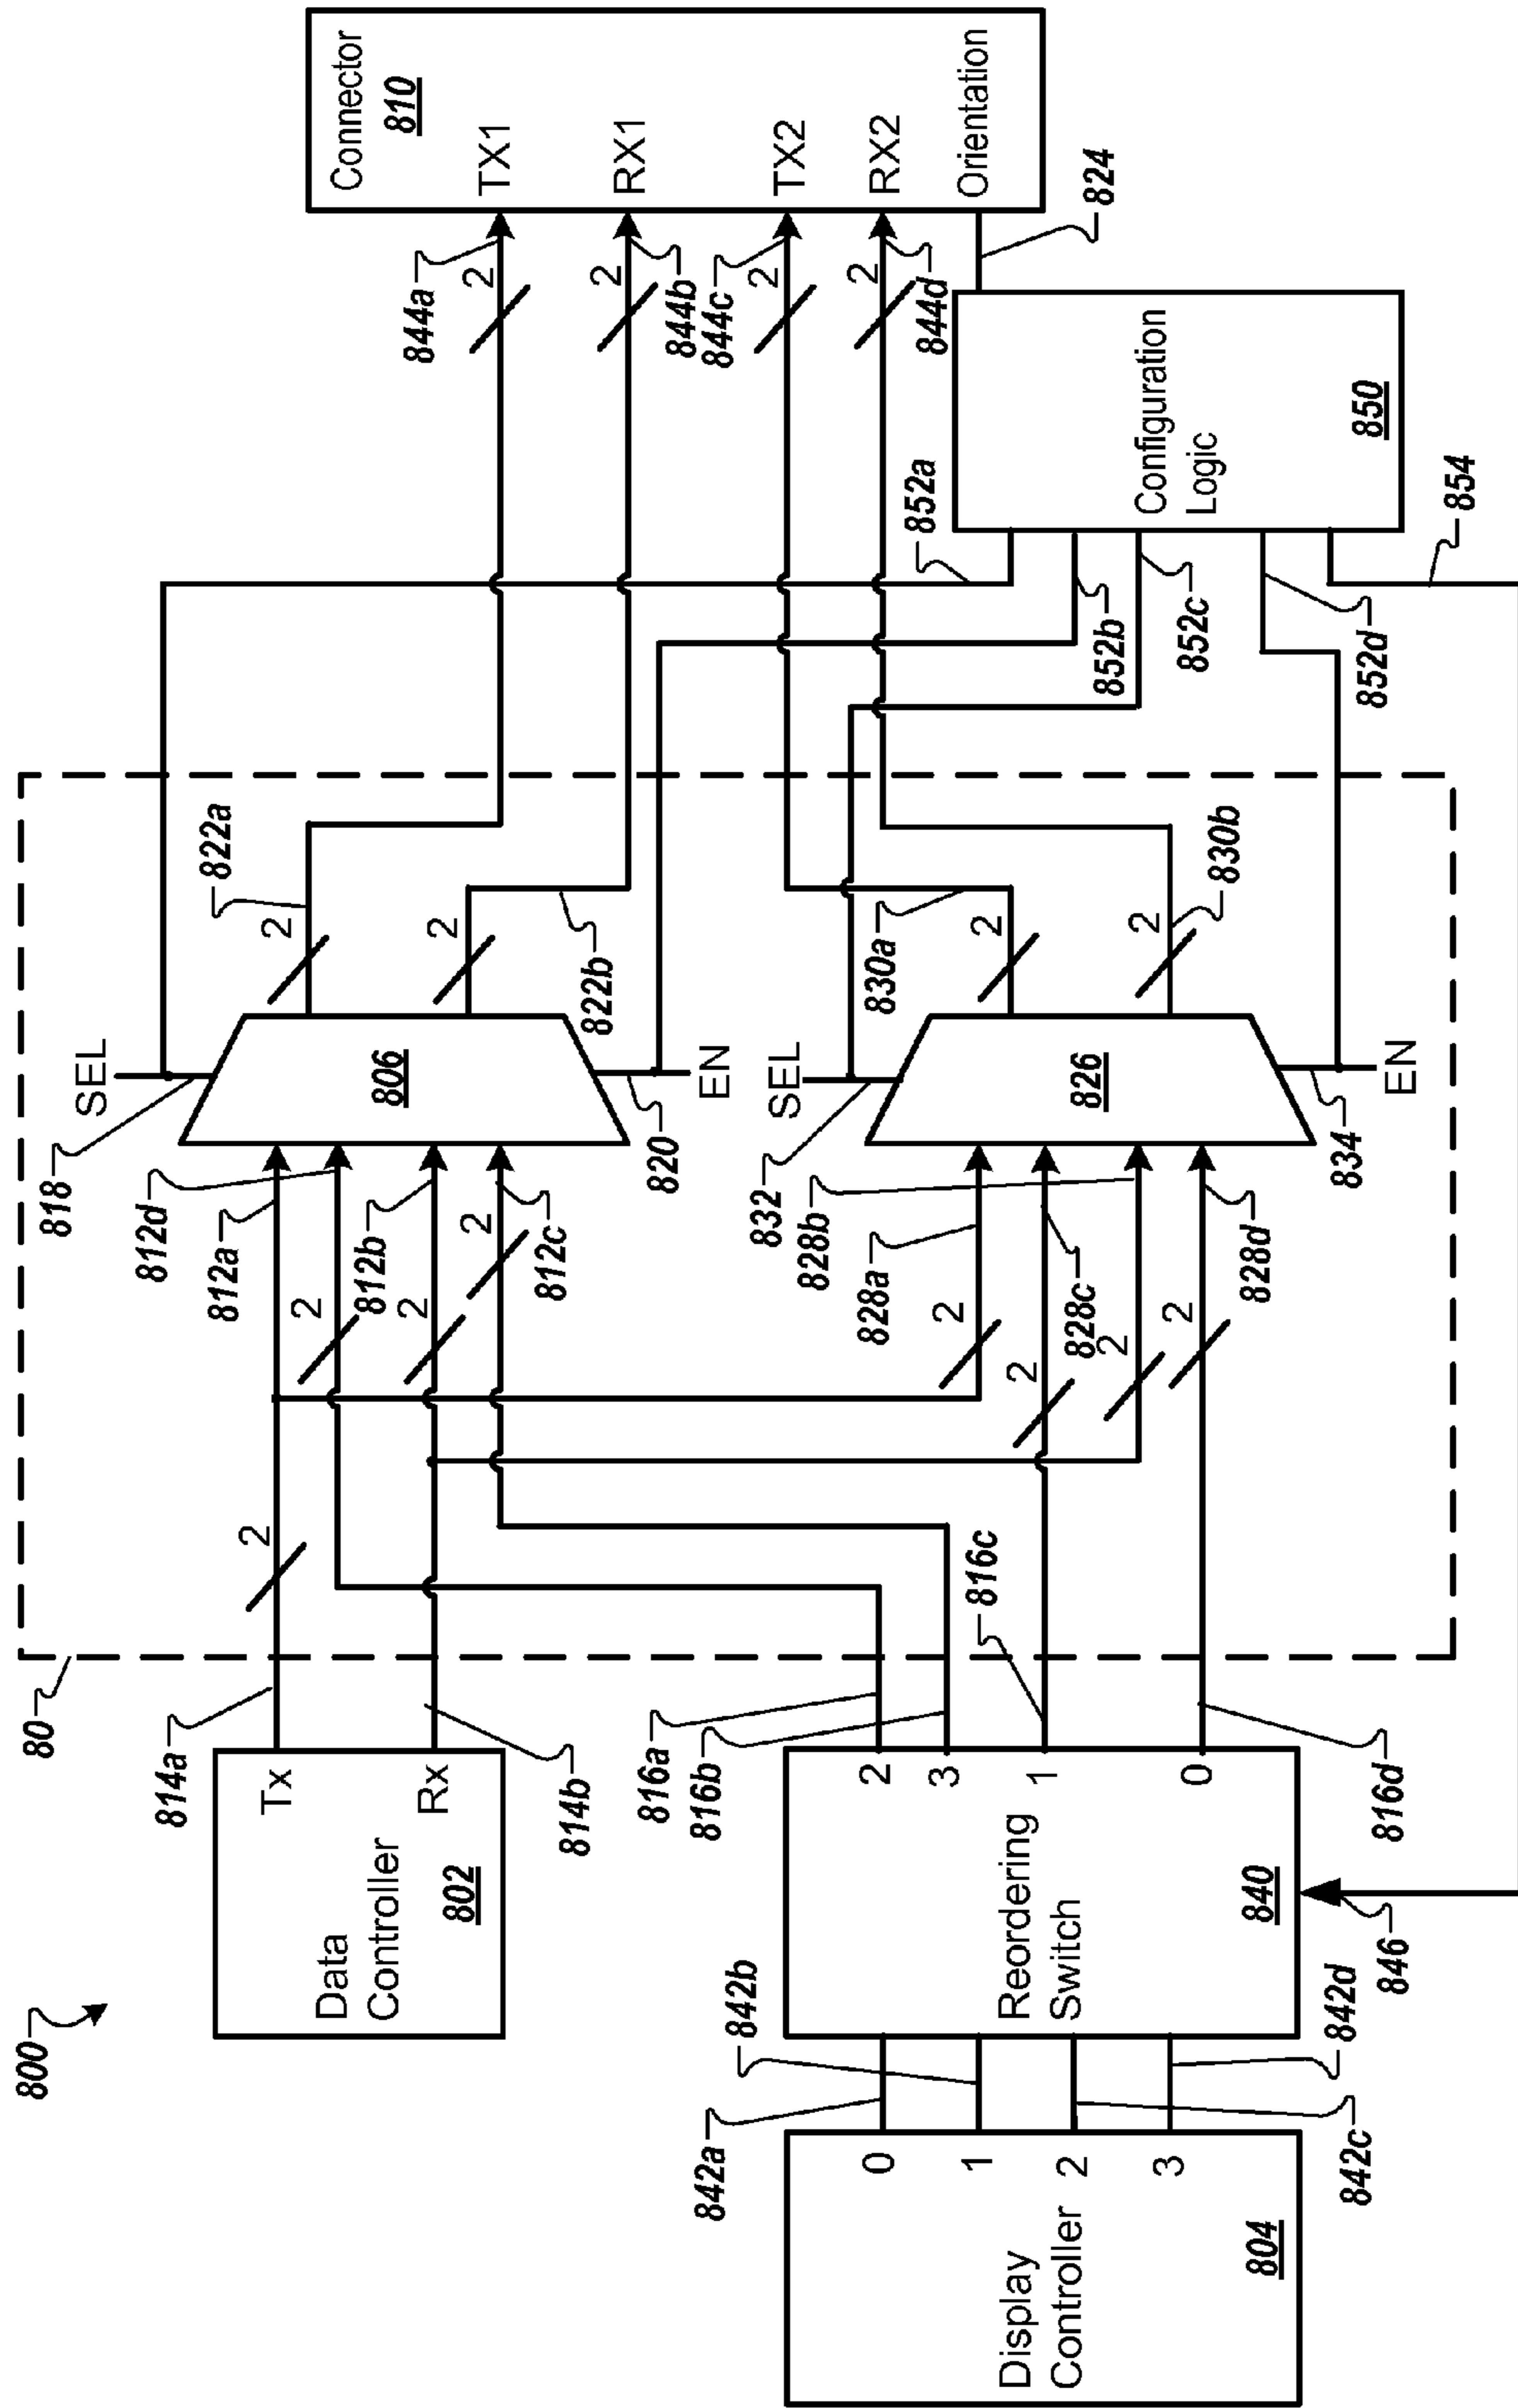 800
80
Data
Controller
802
Tx
Rx
814a
814b
Display
Controller
804
0
1
2
3
842a
842b
842c
842d
Reordering
Switch
840
846
2
3
1
0
816a
816b
816c
816d
2
2
2
2
812a
812d
812b
812c
818
SEL
806
820
EN
2
2
822a
822b
2
2
2
2
828a
828c
828b
828d
832
SEL
826
834
EN
2
2
830a
830b
852a
852b
852c
852d
854
Configuration
Logic
850
824
844a
844b
844c
844d
2
2
2
2
Connector
810
TX1
RX1
TX2
RX2
Orientation